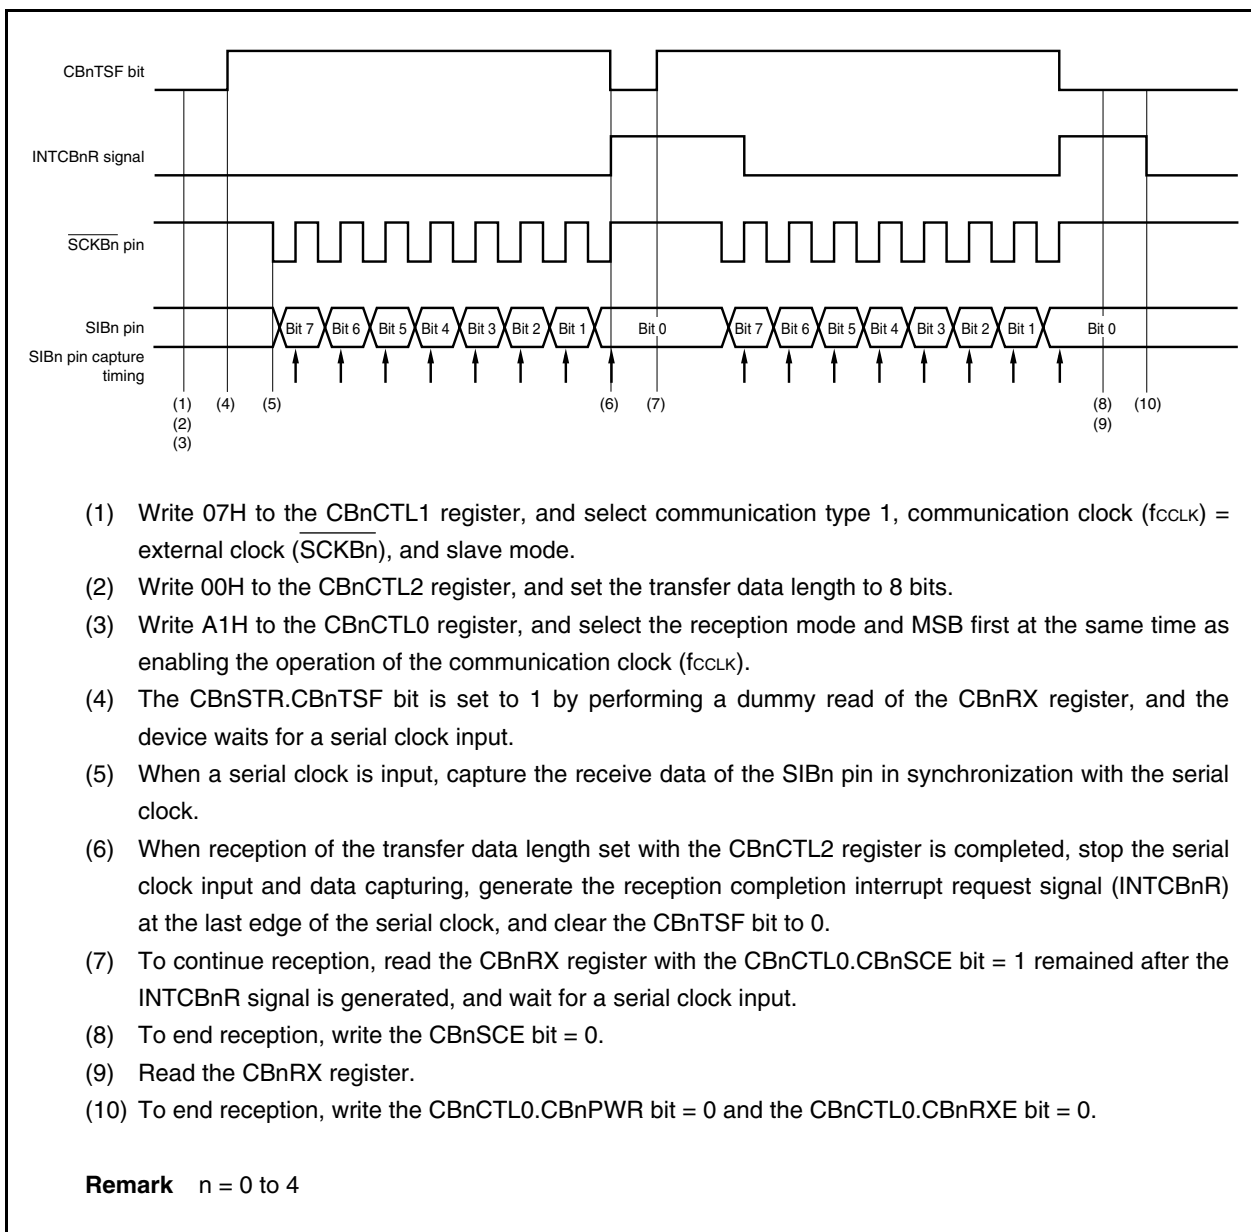 CBnTSF bit
INTCBnR signal
SCKBn pin
SIBn pin
Bit 7 Bit 6 Bit 5 Bit 4 Bit 3 Bit 2 Bit 1 Bit 0 Bit 7 Bit 6 Bit 5 Bit 4 Bit 3 Bit 2 Bit 1 Bit 0
SIBn pin capture
timing
(1) (4) (5) (6) (7) (8) (10)
(2) (9)
(3)
(1) Write 07H to the CBnCTL1 register, and select communication type 1, communication clock (fCCLK) =
external clock (SCKBn), and slave mode.
(2) Write 00H to the CBnCTL2 register, and set the transfer data length to 8 bits.
(3) Write A1H to the CBnCTL0 register, and select the reception mode and MSB first at the same time as
enabling the operation of the communication clock (fCCLK).
(4) The CBnSTR.CBnTSF bit is set to 1 by performing a dummy read of the CBnRX register, and the
device waits for a serial clock input.
(5) When a serial clock is input, capture the receive data of the SIBn pin in synchronization with the serial
clock.
(6) When reception of the transfer data length set with the CBnCTL2 register is completed, stop the serial
clock input and data capturing, generate the reception completion interrupt request signal (INTCBnR)
at the last edge of the serial clock, and clear the CBnTSF bit to 0.
(7) To continue reception, read the CBnRX register with the CBnCTL0.CBnSCE bit = 1 remained after the
INTCBnR signal is generated, and wait for a serial clock input.
(8) To end reception, write the CBnSCE bit = 0.
(9) Read the CBnRX register.
(10) To end reception, write the CBnCTL0.CBnPWR bit = 0 and the CBnCTL0.CBnRXE bit = 0.
Remark n = 0 to 4